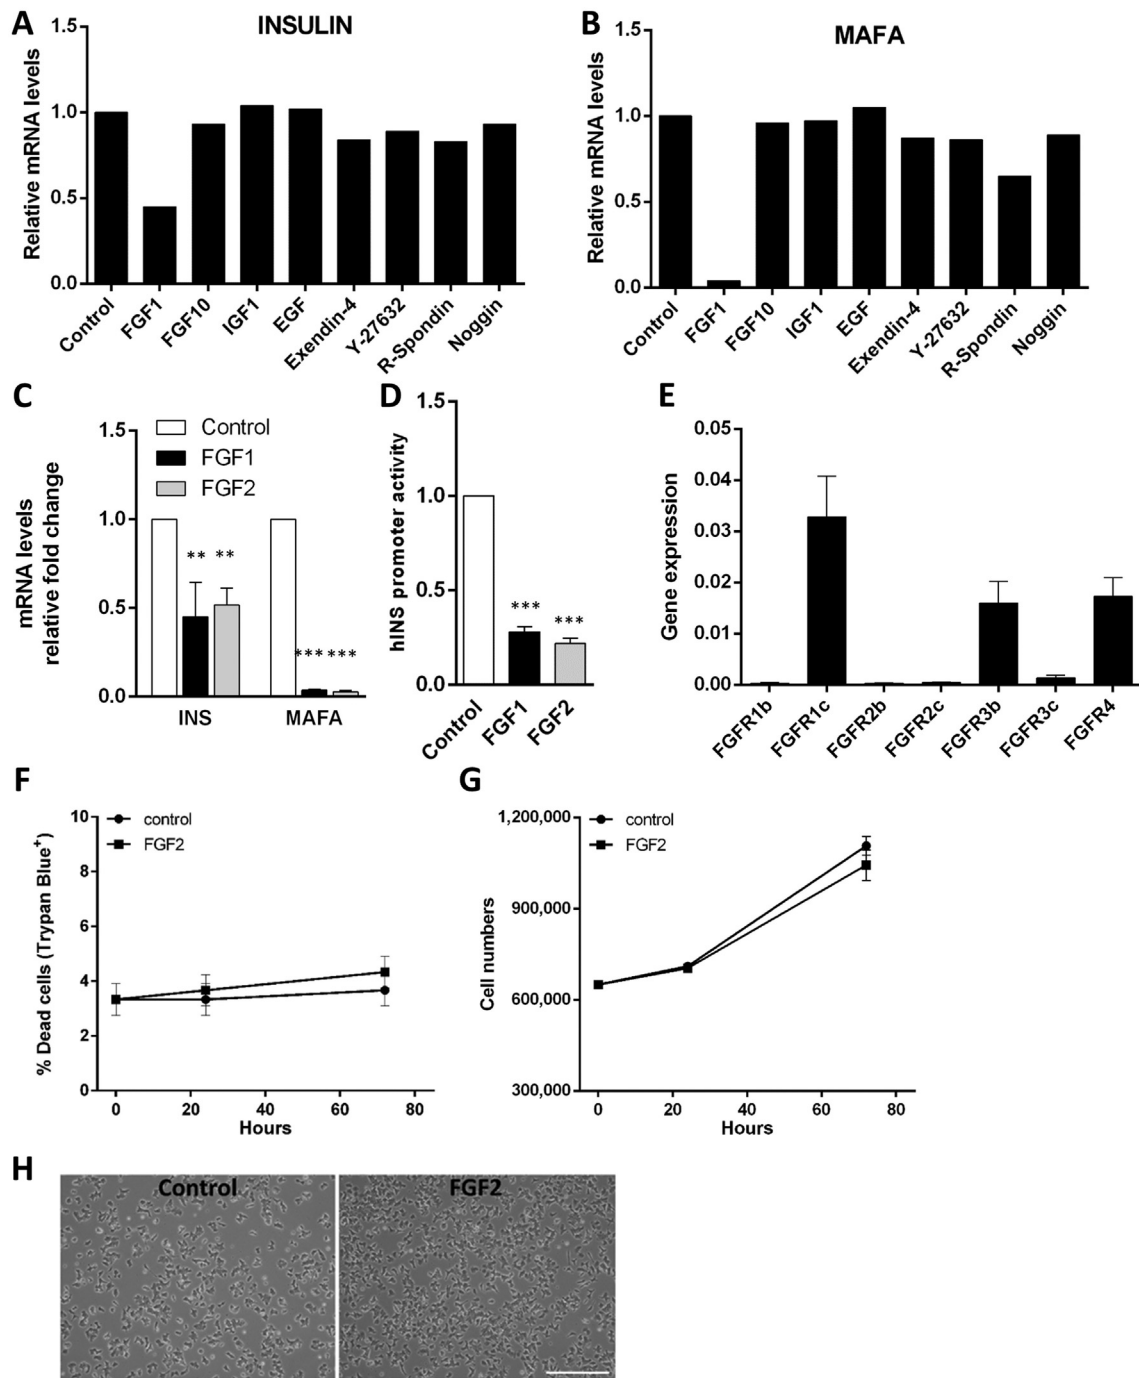 A
INSULIN
Relative mRNA levels
1.5
1.0
0.5
0.0
Control
FGF1
FGF10
IGF1
EGF
Exendin-4
Y-27632
R-Spondin
Noggin
B
MAFA
Relative mRNA levels
1.5
1.0
0.5
0.0
Control
FGF1
FGF10
IGF1
EGF
Exendin-4
Y-27632
R-Spondin
Noggin
C
mRNA levels
relative fold change
1.5
1.0
0.5
0.0
Control
FGF1
FGF2
** **
*** ***
INS MAFA
D
hINS promoter activity
1.5
1.0
0.5
0.0
***
***
Control
FGF1
FGF2
E
Gene expression
0.05
0.04
0.03
0.02
0.01
0.00
FGFR1b
FGFR1c
FGFR2b
FGFR2c
FGFR3b
FGFR3c
FGFR4
F
% Dead cells (Trypan Blue+)
10
8
6
4
2
0
control
FGF2
0 20 40 60 80
Hours
G
Cell numbers
1,200,000
900,000
600,000
300,000
control
FGF2
0 20 40 60 80
Hours
H
Control
FGF2